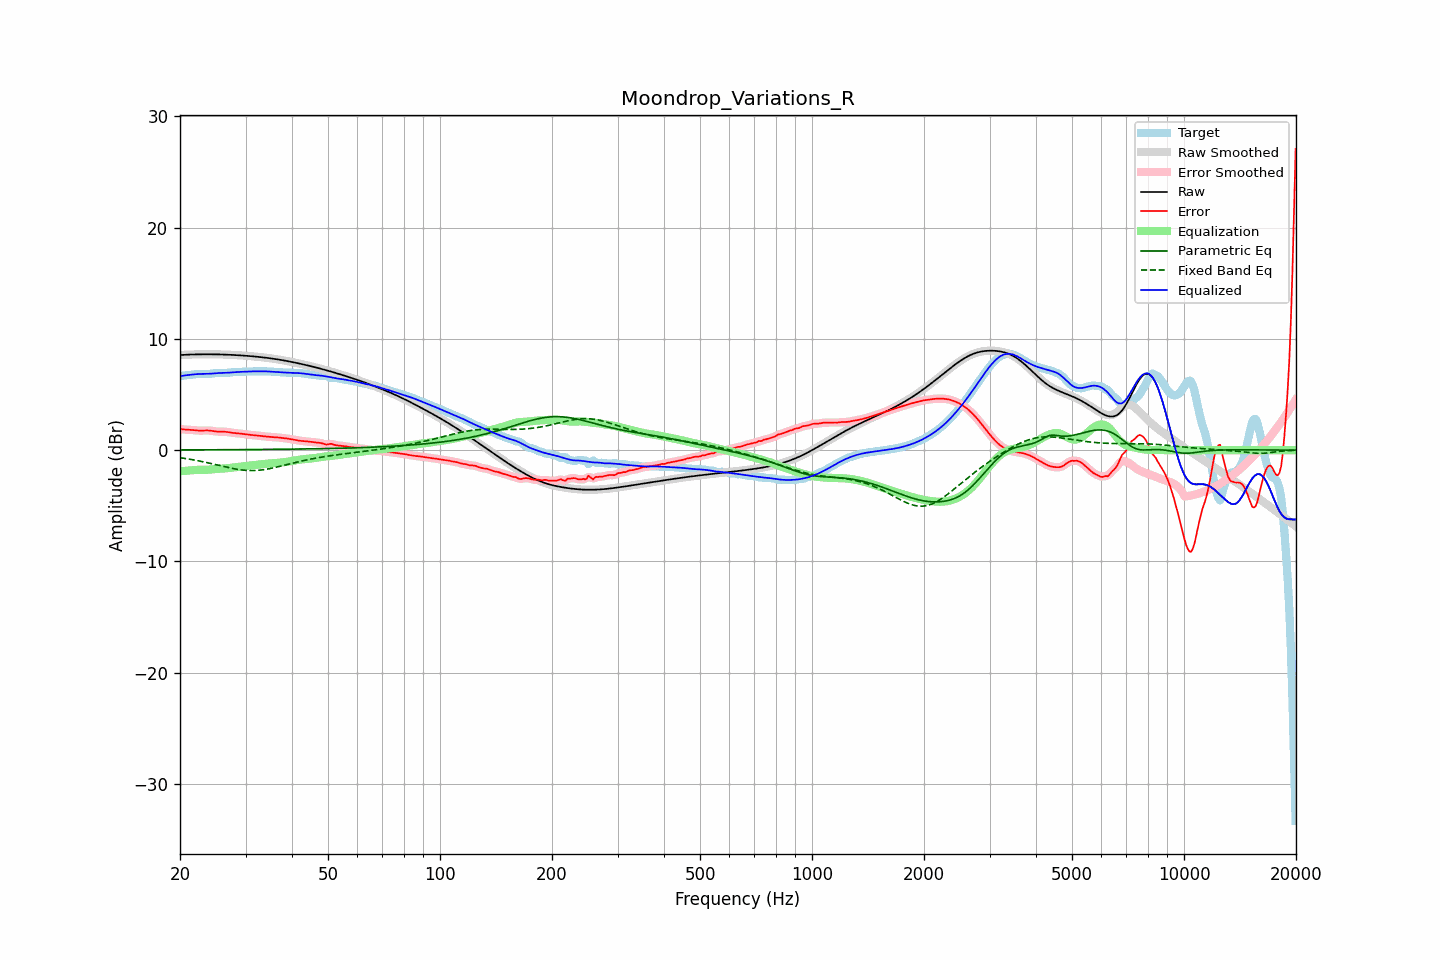 Moondrop_Variations_R
30
20
10
0
−10
−20
−30
Amplitude (dBr)
20
50
100
200
500
1000
2000
5000
10000
20000
Frequency (Hz)
Target
Raw Smoothed
Error Smoothed
Raw
Error
Equalization
Parametric Eq
Fixed Band Eq
Equalized